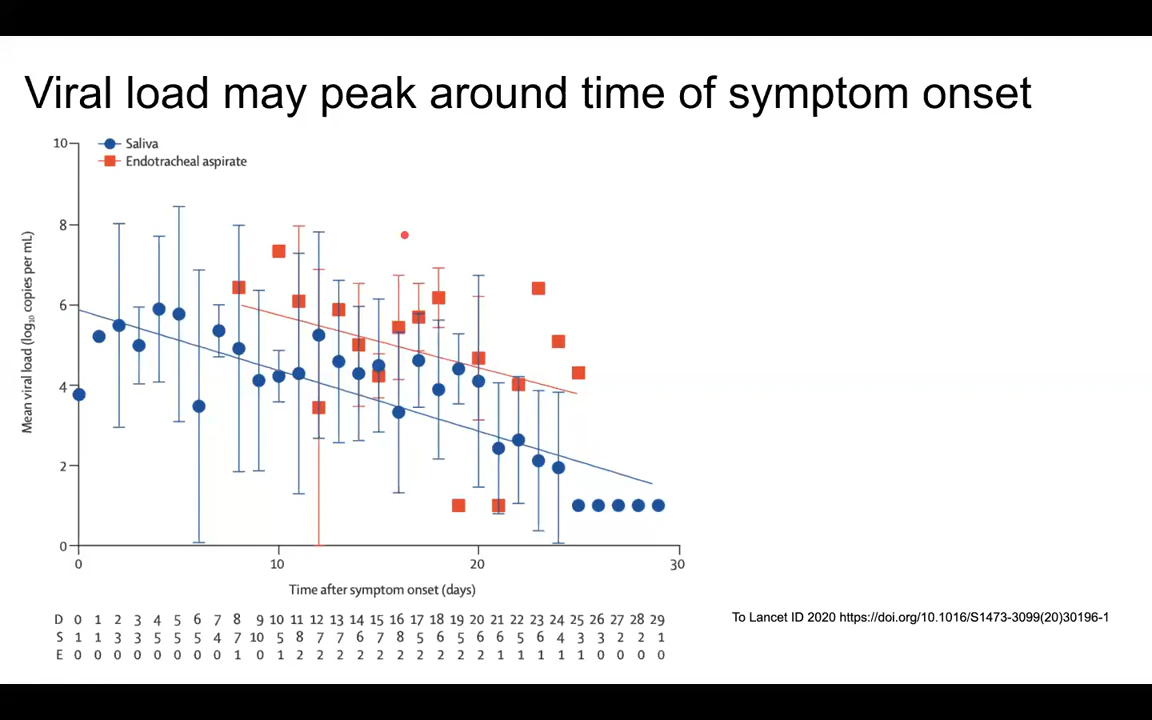 Viral load may peak around time of symptom onset
Saliva
Endotracheal aspirate
Mean viral load (log₁₀ copies per mL)
10
8
6
4
2
0
0 10 20 30
Time after symptom onset (days)
D 0 1 2 3 4 5 6 7 8 9 10 11 12 13 14 15 16 17 18 19 20 21 22 23 24 25 26 27 28 29
S 1 1 3 3 5 5 5 4 7 10 5 8 7 7 6 7 8 5 6 5 6 6 5 6 4 3 3 2 2 1
E 0 0 0 0 0 0 0 0 1 0 1 2 2 2 2 2 2 2 2 2 2 1 1 1 1 1 0 0 0 0
To Lancet ID 2020 https://doi.org/10.1016/S1473-3099(20)30196-1